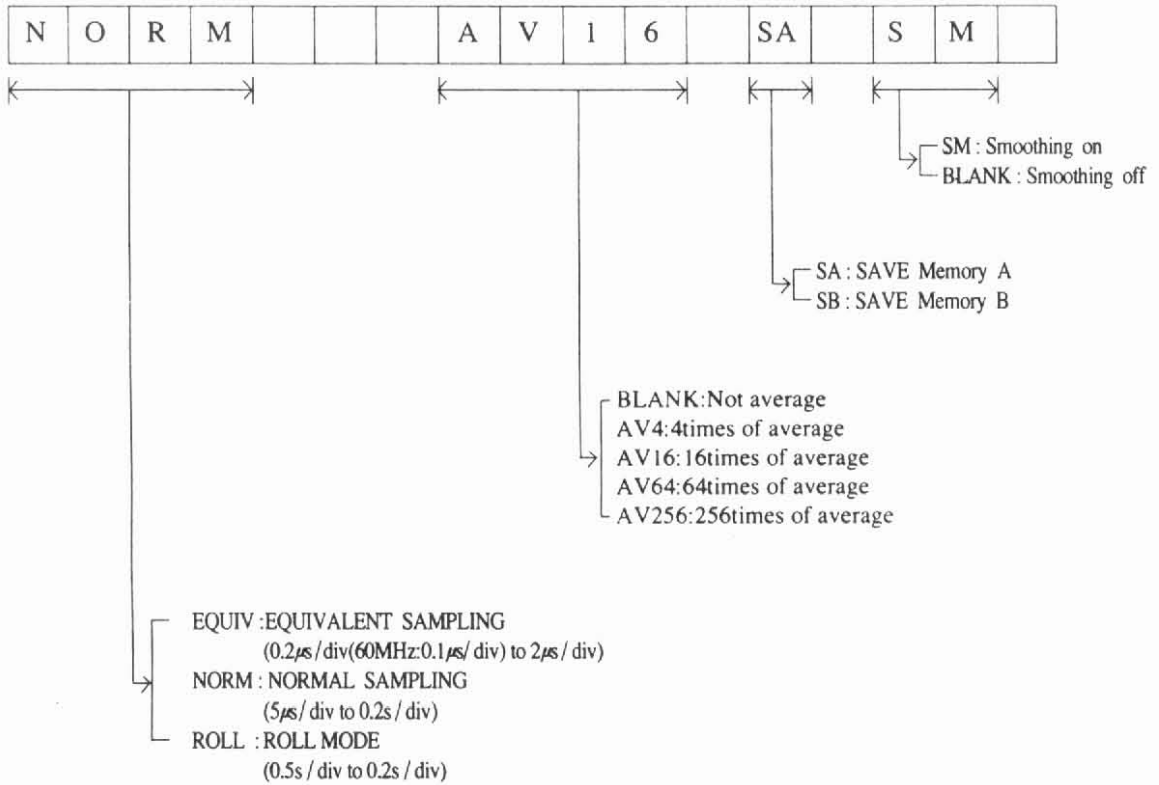 N O R M A V 1 6 SA S M
SM : Smoothing on
BLANK : Smoothing off
SA : SAVE Memory A
SB : SAVE Memory B
BLANK:Not average
AV4:4times of average
AV16:16times of average
AV64:64times of average
AV256:256times of average
EQUIV :EQUIVALENT SAMPLING
(0.2μs/div(60MHz:0.1μs/div) to 2μs/div)
NORM : NORMAL SAMPLING
(5μs/div to 0.2s/div)
ROLL :ROLL MODE
(0.5s/div to 0.2s/div)